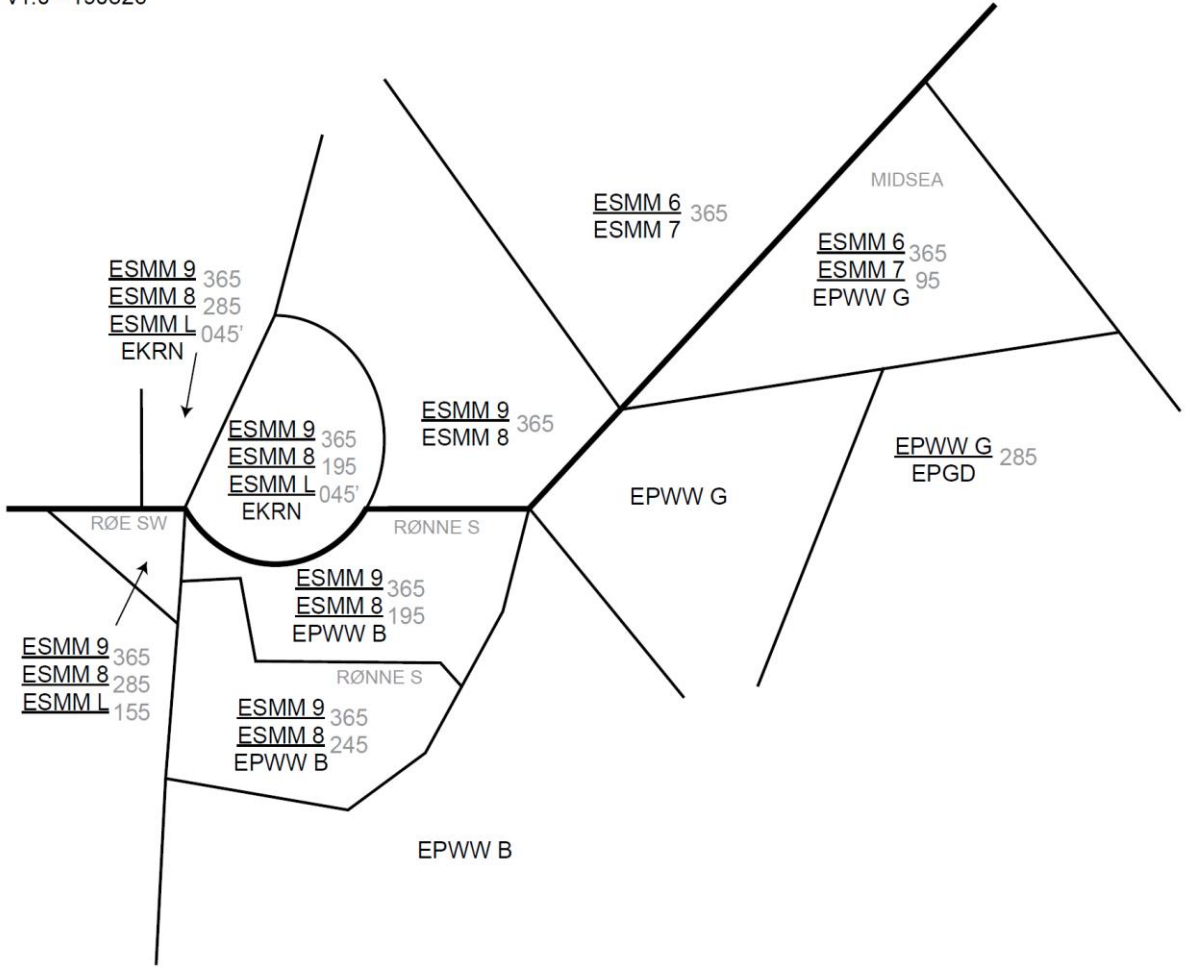 ESMM 6 365
ESMM 7
MIDSEA
ESMM 6 365
ESMM 7 95
EPWW G
ESMM 9 365
ESMM 8 285
ESMM L 045'
EKRN
ESMM 9 365
ESMM 8
ESMM 9 365
ESMM 8 195
ESMM L 045'
EKRN
EPWW G 285
EPGD
EPWW G
RØE SW
RØNNE S
ESMM 9 365
ESMM 8 195
EPWW B
ESMM 9 365
ESMM 8 285
ESMM L 155
RØNNE S
ESMM 9 365
ESMM 8 245
EPWW B
EPWW B